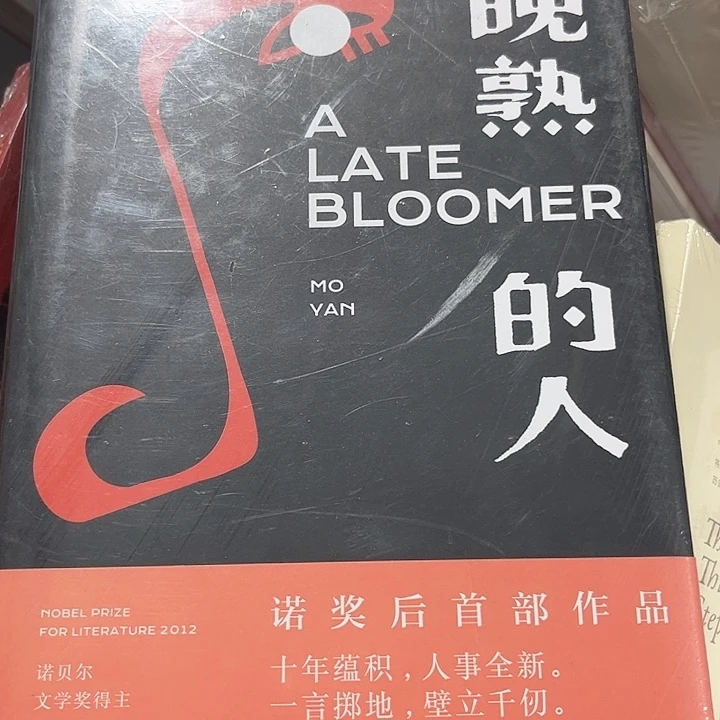 晚熟的人
A
LATE
BLOOMER
MO
YAN
NOBEL PRIZE
FOR LITERATURE 2012
诺贝尔
文学奖得主
诺奖后首部作品
十年蕴积，人事全新。
一言掷地，壁立千仞。